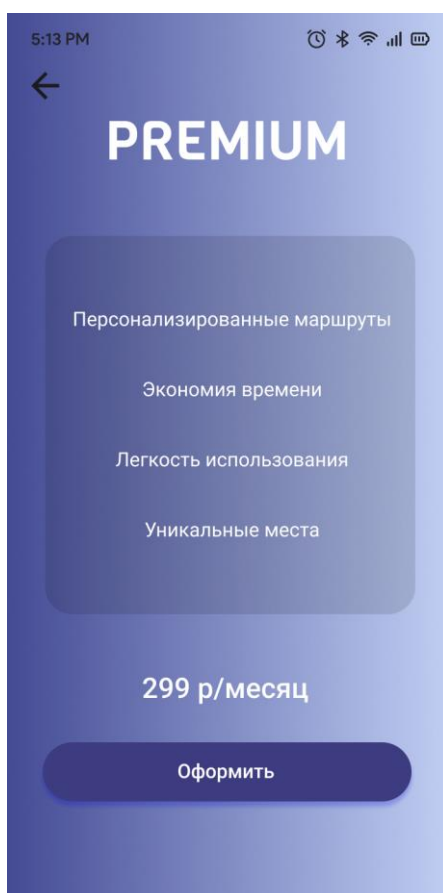 5:13 PM
PREMIUM
Персонализированные маршруты
Экономия времени
Легкость использования
Уникальные места
299 р/месяц
Оформить